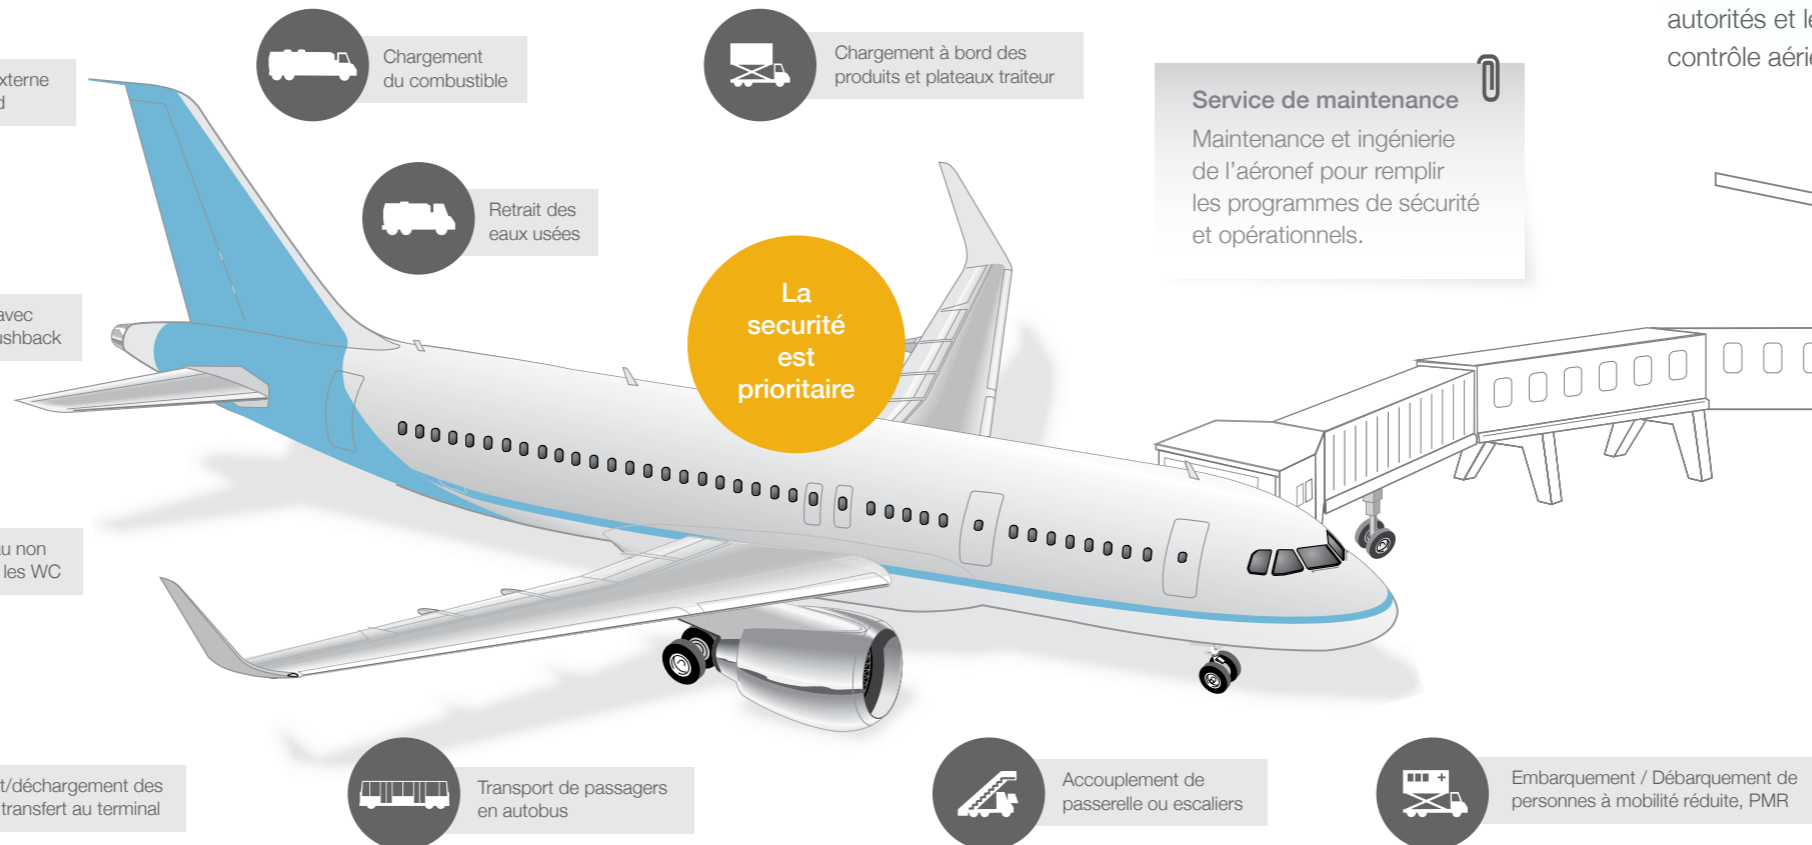 autorités et le
contrôle aérie
xterne
d
Chargement
du combustible
Chargement à bord des
produits et plateaux traiteur
Service de maintenance
Maintenance et ingénierie
de l'aéronef pour remplir
les programmes de sécurité
et opérationnels.
Retrait des
eaux usées
La
securité
est
prioritaire
avec
ushback
au non
les WC
t/déchargement des
transfert au terminal
Transport de passagers
en autobus
Accouplement de
passerelle ou escaliers
Embarquement / Débarquement de
personnes à mobilité réduite, PMR